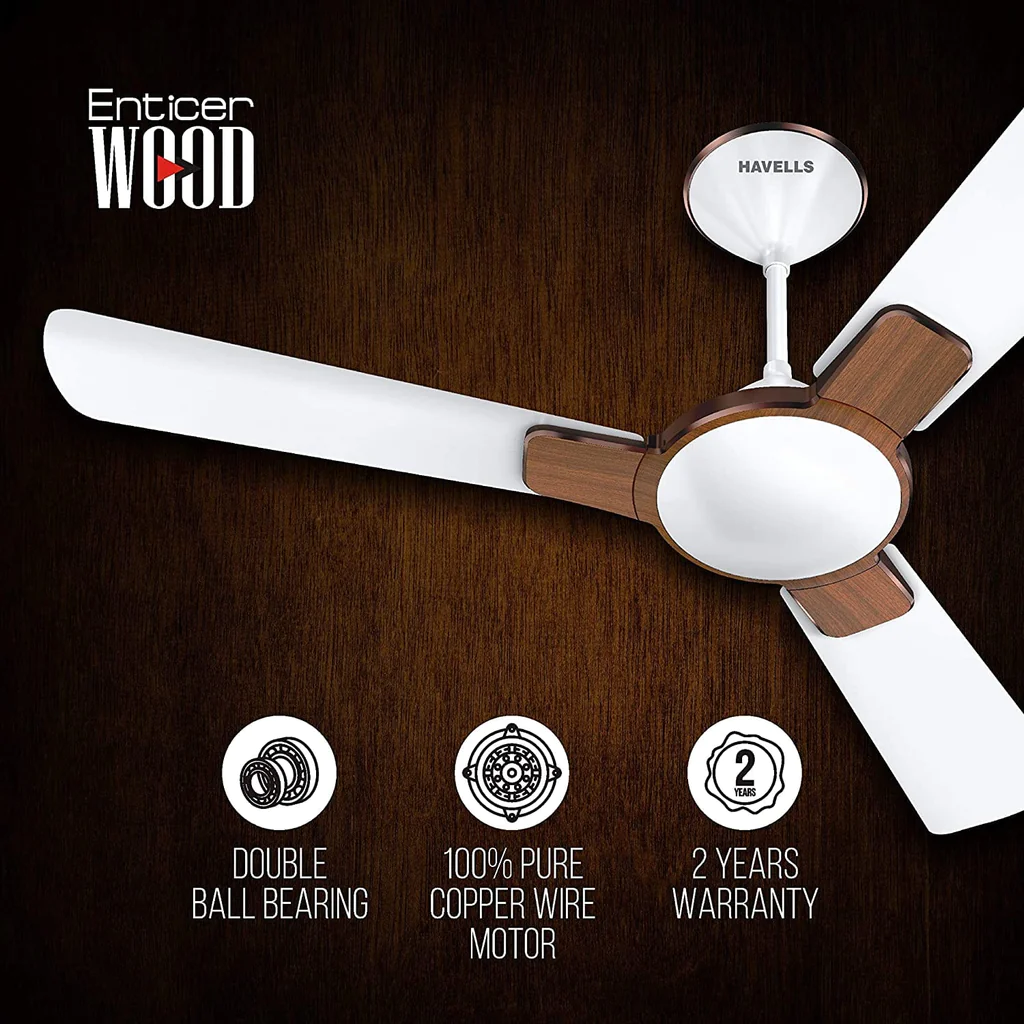 Enticer
WOOD
HAVELLS
2
YEARS
DOUBLE
BALL BEARING
100% PURE
COPPER WIRE
MOTOR
2 YEARS
WARRANTY